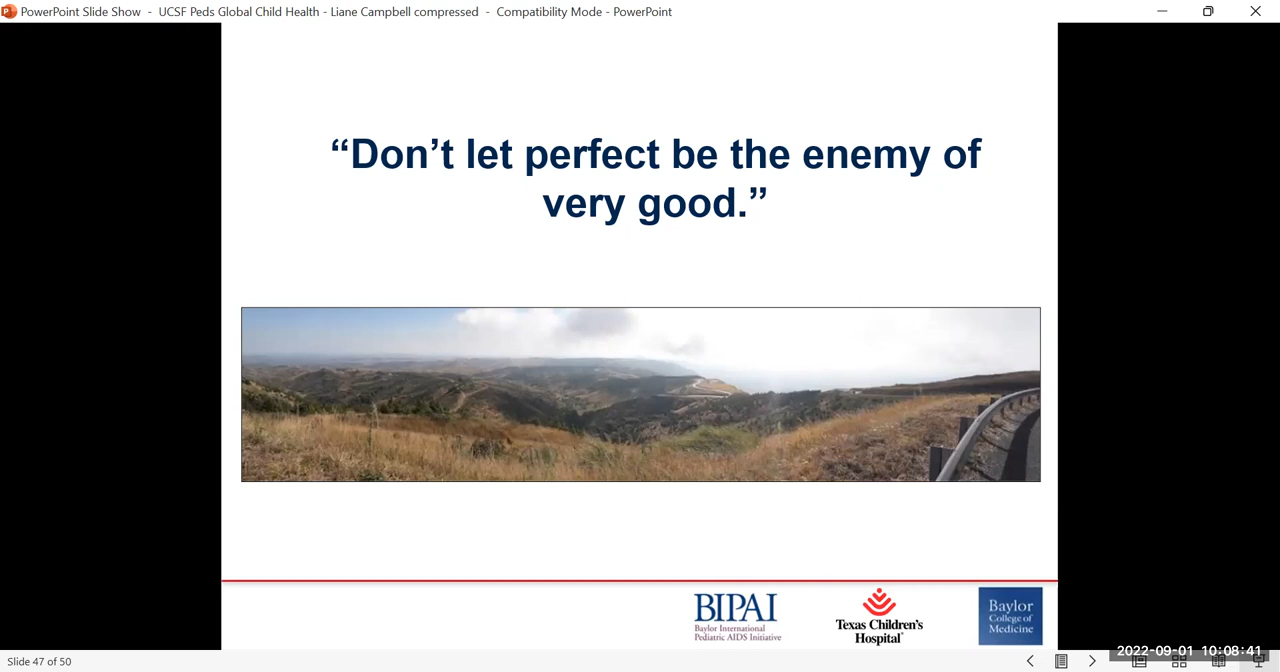 PowerPoint Slide Show - UCSF Peds Global Child Health - Liane Campbell compressed - Compatibility Mode - PowerPoint
“Don’t let perfect be the enemy of
very good.”
BIPAI
Baylor International
Pediatric AIDS Initiative
Texas Children’s
Hospital
Baylor
College of
Medicine
2022-09-01 10:08:41
Slide 47 of 50